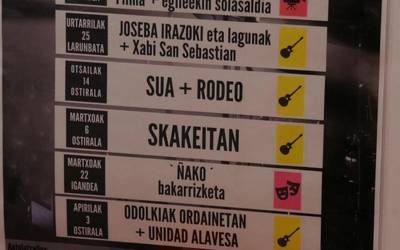 + egileekin solasaldia
URTARRILAK
25
LARUNBATA
JOSEBA IRAZOKI eta lagunak
+ Xabi San Sebastian
OTSAILAK
14
OSTIRALA
SUA + RODEO
MARTXOAK
6
OSTIRALA
SKAKEITAN
MARTXOAK
22
IGANDEA
´ÑAKO´
bakarrizketa
APIRILAK
3
OSTIRALA
ODOLKIAK ORDAINETAN
+ UNIDAD ALAVESA